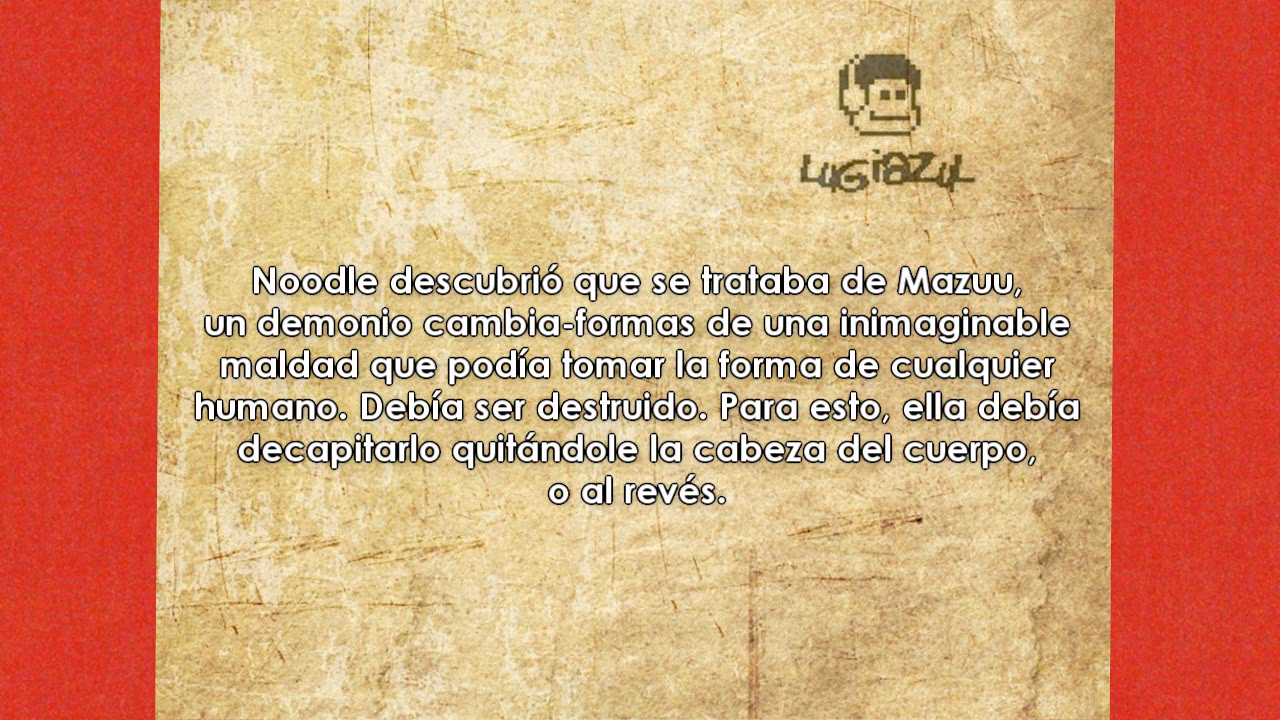 LUGIAZUL
Noodle descubrió que se trataba de Mazuu,
un demonio cambia-formas de una inimaginable
maldad que podía tomar la forma de cualquier
humano. Debía ser destruido. Para esto, ella debía
decapitarlo quitándole la cabeza del cuerpo,
o al revés.